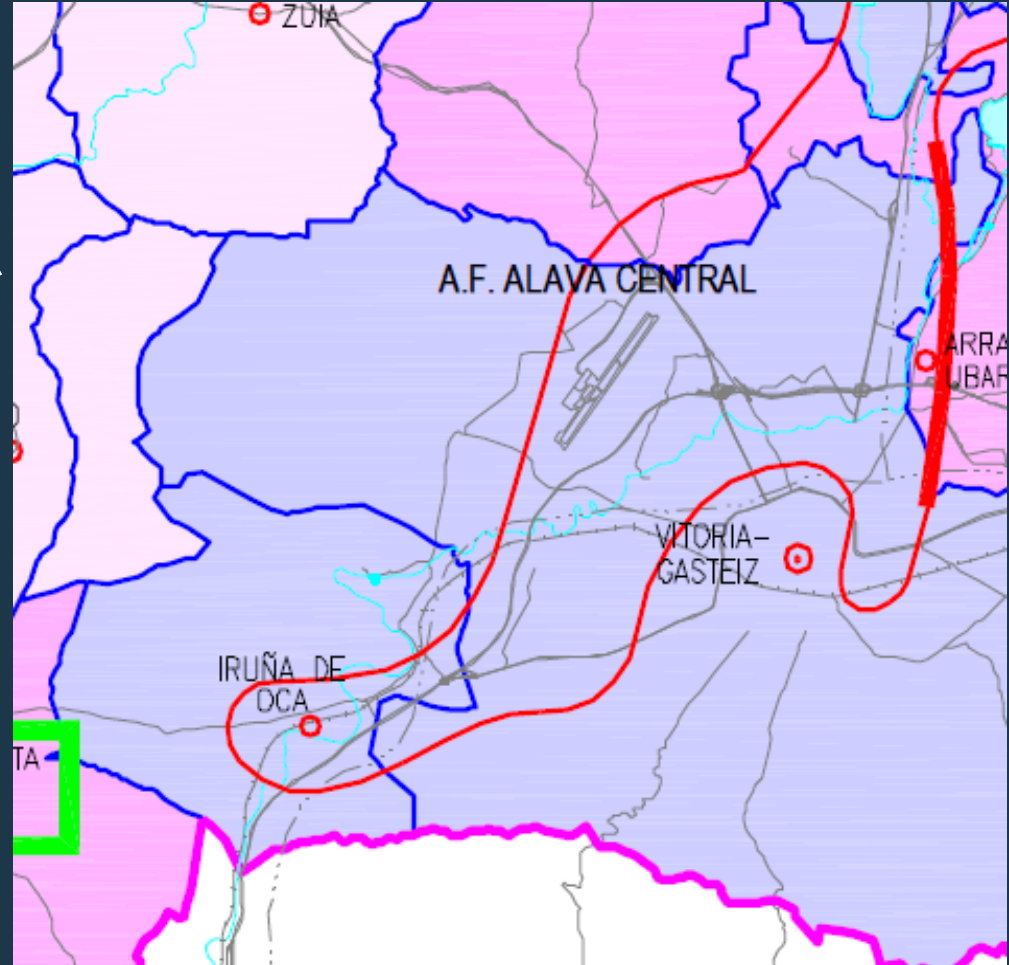 ZUIA
A.F. ALAVA CENTRAL
ARRA
UBAR
VITORIA-
GASTEIZ
IRUÑA DE
OCA
TA